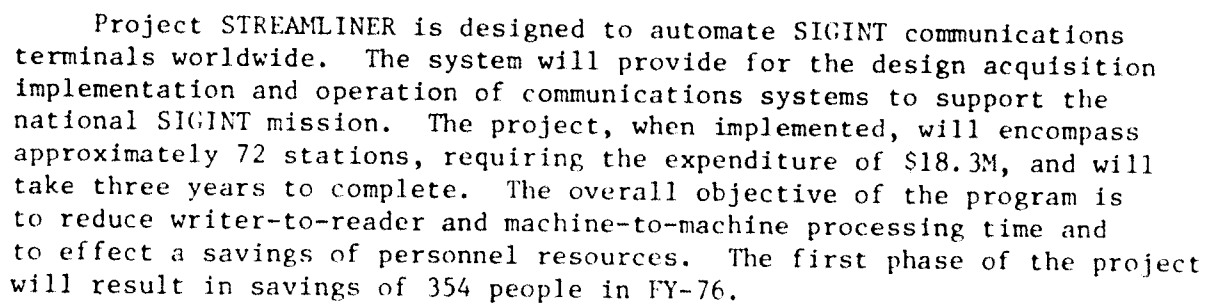 Project STREAMLINER is designed to automate SIGINT communications
terminals worldwide. The system will provide for the design acquisition
implementation and operation of communications systems to support the
national SIGINT mission. The project, when implemented, will encompass
approximately 72 stations, requiring the expenditure of $18.3M, and will
take three years to complete. The overall objective of the program is
to reduce writer-to-reader and machine-to-machine processing time and
to effect a savings of personnel resources. The first phase of the project
will result in savings of 354 people in FY-76.